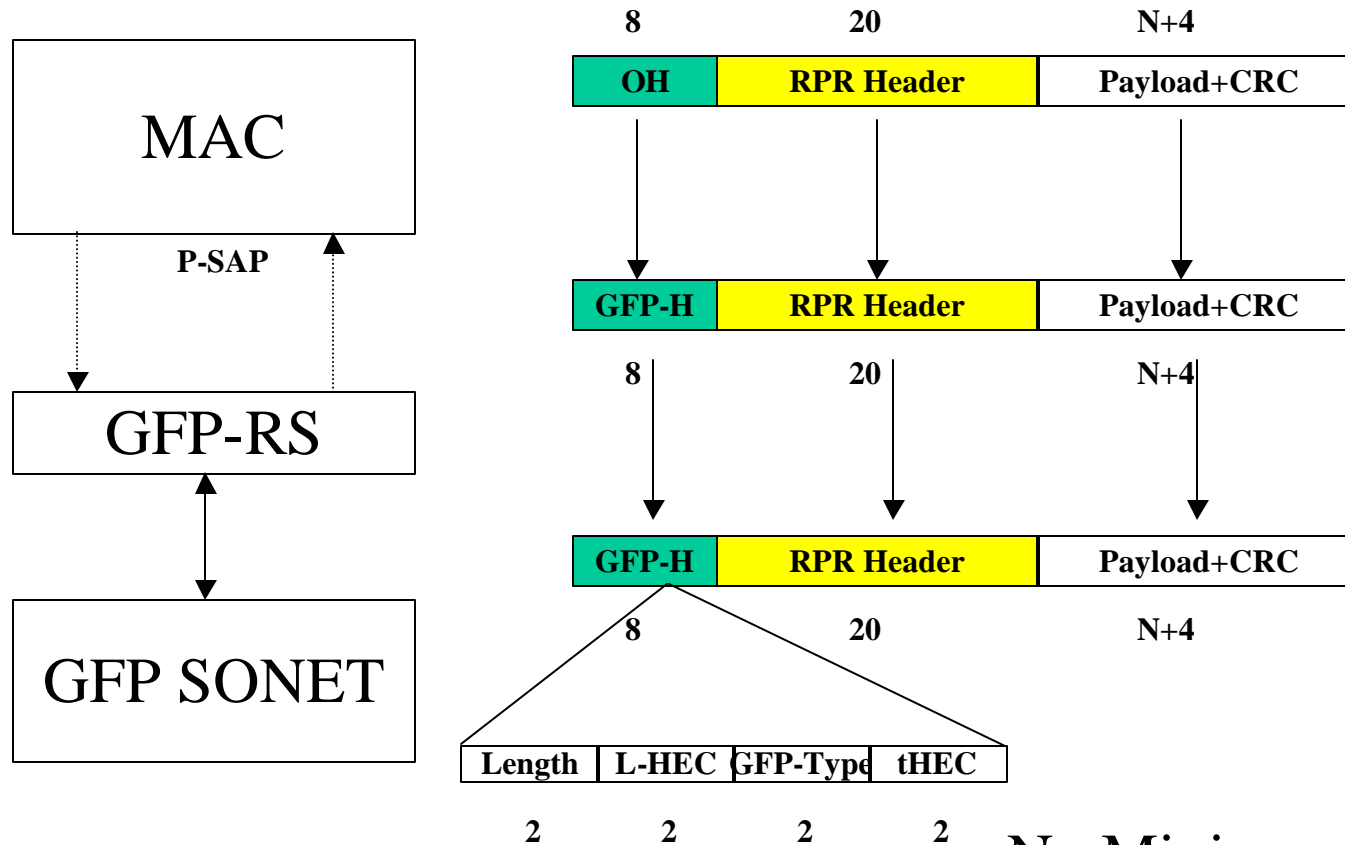 8 20 N+4
OH RPR Header Payload+CRC
MAC
P-SAP
GFP-H RPR Header Payload+CRC
8 20 N+4
GFP-RS
GFP-H RPR Header Payload+CRC
8 20 N+4
GFP SONET
Length L-HEC GFP-Type tHEC
2 2 2 2